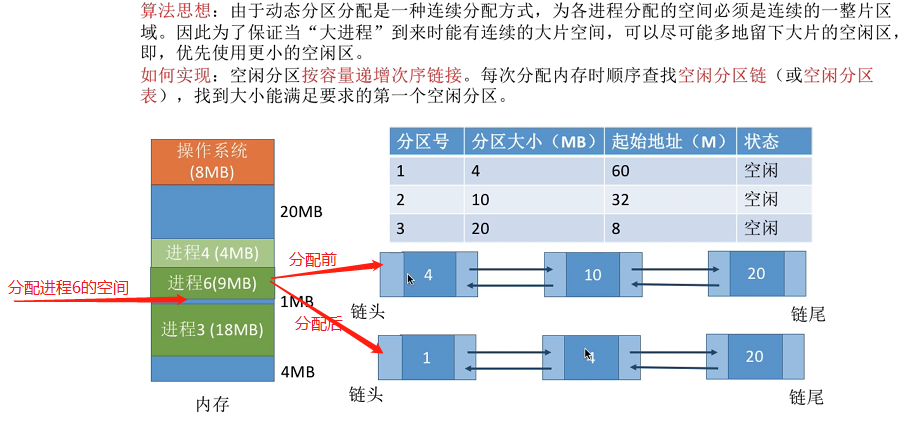 算法思想：由于动态分区分配是一种连续分配方式，为各进程分配的空间必须是连续的一整片区
域。因此为了保证当“大进程”到来时能有连续的大片空间，可以尽可能多地留下大片的空闲区，
即，优先使用更小的空闲区。
如何实现：空闲分区按容量递增次序链接。每次分配内存时顺序查找空闲分区链（或空闲分区
表），找到大小能满足要求的第一个空闲分区。
操作系统
(8MB)
20MB
进程4 (4MB)
进程6(9MB)
1MB
进程3 (18MB)
4MB
内存
分配进程6的空间
分区号 分区大小（MB） 起始地址（M） 状态
1 4 60 空闲
2 10 32 空闲
3 20 8 空闲
分配前
4 10 20
链头 链尾
分配后
1 4 20
链头 链尾